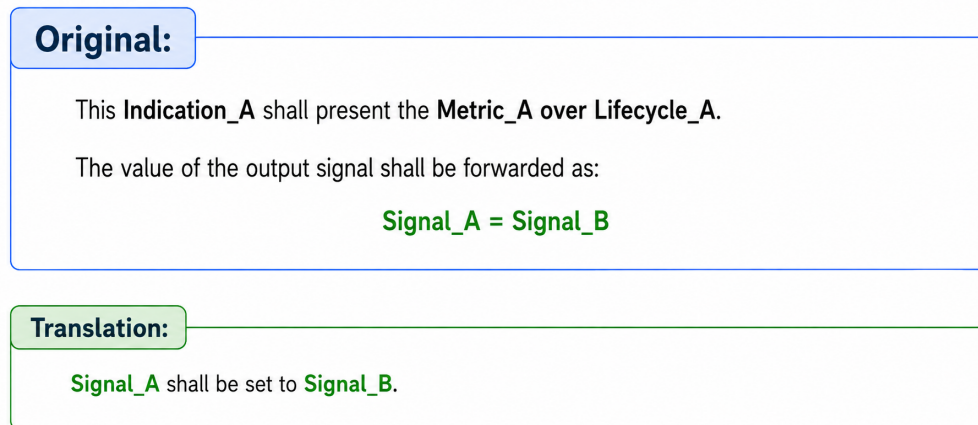 Original:
This Indication_A shall present the Metric_A over Lifecycle_A.
The value of the output signal shall be forwarded as:
Signal_A = Signal_B
Translation:
Signal_A shall be set to Signal_B.